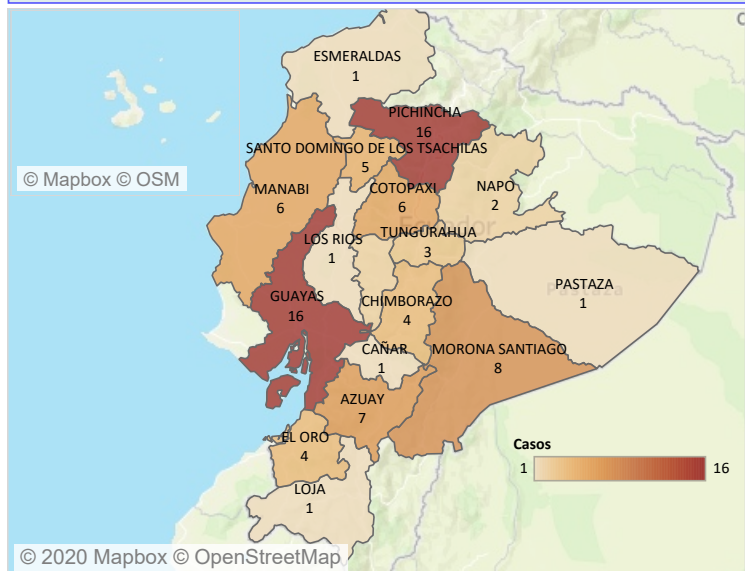 ESMERALDAS
1
PICHINCHA
16
SANTO DOMINGO DE LOS TSACHILAS
5
© Mapbox © OSM
MANABI
6
COTOPAXI
6
NAPO
2
Ecuador
TUNGURAHUA
3
LOS RIOS
1
PASTAZA
Pastaza
1
GUAYAS
16
CHIMBORAZO
4
CAÑAR
1
MORONA SANTIAGO
8
AZUAY
7
EL ORO
4
Casos
1 16
LOJA
1
© 2020 Mapbox © OpenStreetMap